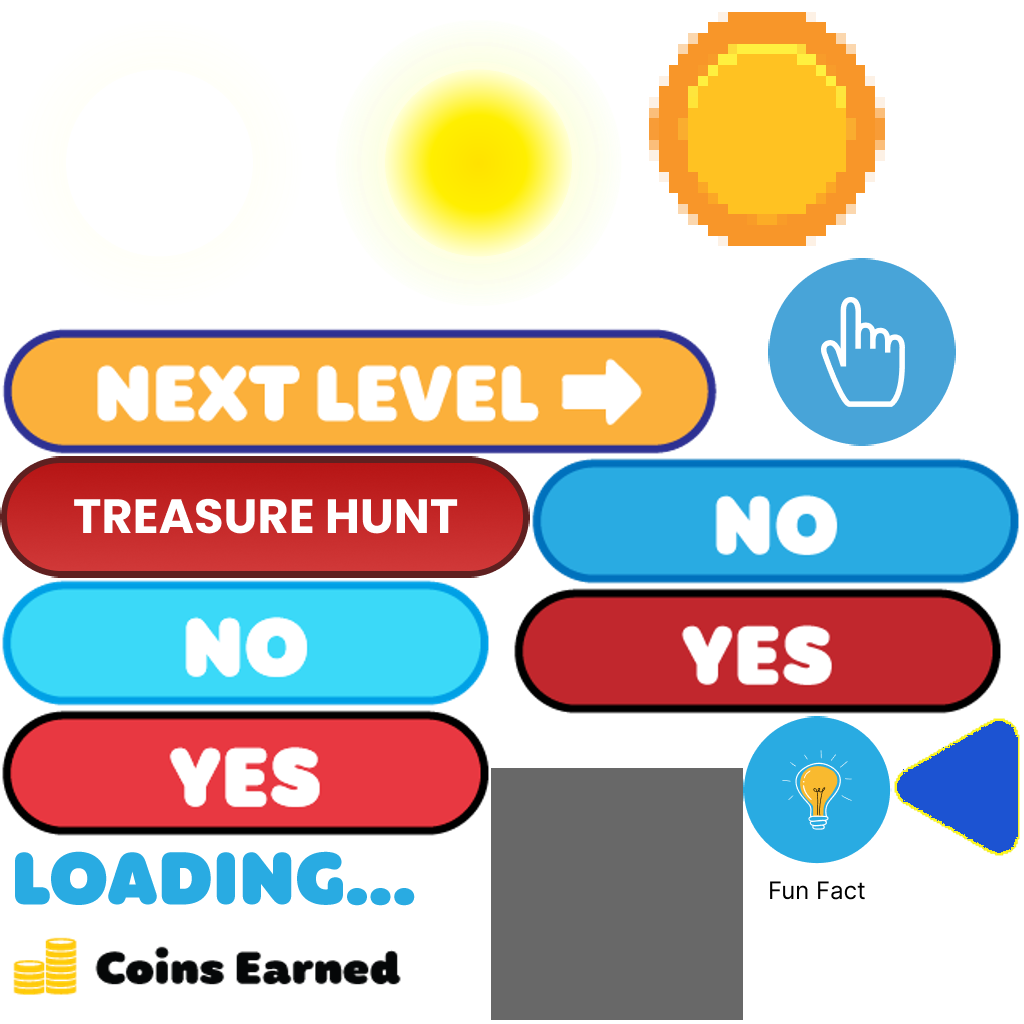 NEXT LEVEL
TREASURE HUNT
NO
NO
YES
YES
LOADING...
Fun Fact
Coins Earned